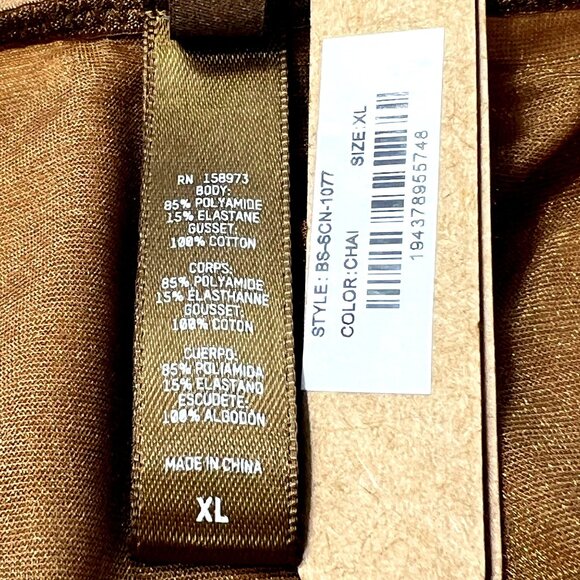 RN 158973
BODY:
85% POLYAMIDE
15% ELASTANE
GUSSET:
100% COTTON
CORPS:
85% POLYAMIDE
15% ELASTHANNE
GOUSSET:
100% COTON
CUERPO:
85% POLIAMIDA
15% ELASTANO
ESCUDETE:
100% ALGODÓN
MADE IN CHINA
XL
STYLE: BS-SCN-1077
COLOR: CHAI
SIZE: XL
194378955748